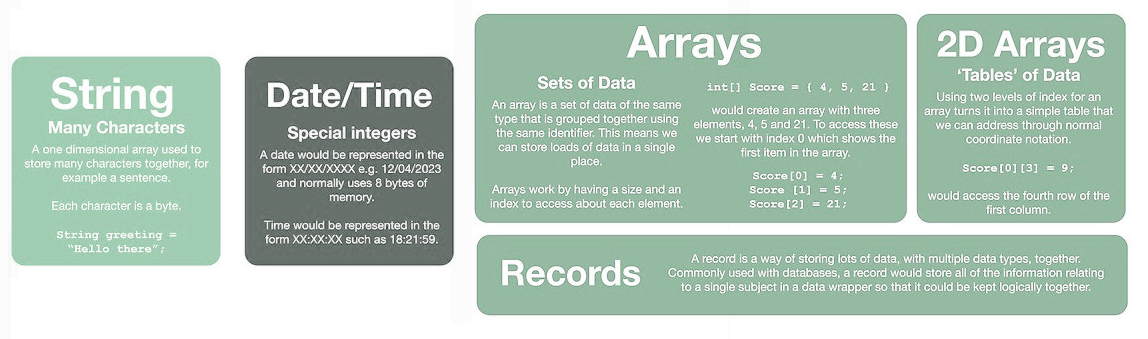 String
Many Characters
A one dimensional array used to
store many characters together, for
example a sentence.
Each character is a byte.
String greeting =
“Hello there”;
Date/Time
Special integers
A date would be represented in the
form XX/XX/XXXX e.g. 12/04/2023
and normally uses 8 bytes of
memory.
Time would be represented in the
form XX:XX:XX such as 18:21:59.
Arrays
Sets of Data
An array is a set of data of the same
type that is grouped together using
the same identifier. This means we
can store loads of data in a single
place.
Arrays work by having a size and an
index to access about each element.
int[] Score = { 4, 5, 21 }
would create an array with three
elements, 4, 5 and 21. To access these
we start with index 0 which shows the
first item in the array.
Score[0] = 4;
Score [1] = 5;
Score[2] = 21;
2D Arrays
‘Tables’ of Data
Using two levels of index for an
array turns it into a simple table that
we can address through normal
coordinate notation.
Score[0][3] = 9;
would access the fourth row of the
first column.
Records
A record is a way of storing lots of data, with multiple data types, together.
Commonly used with databases, a record would store all of the information relating
to a single subject in a data wrapper so that it could be kept logically together.